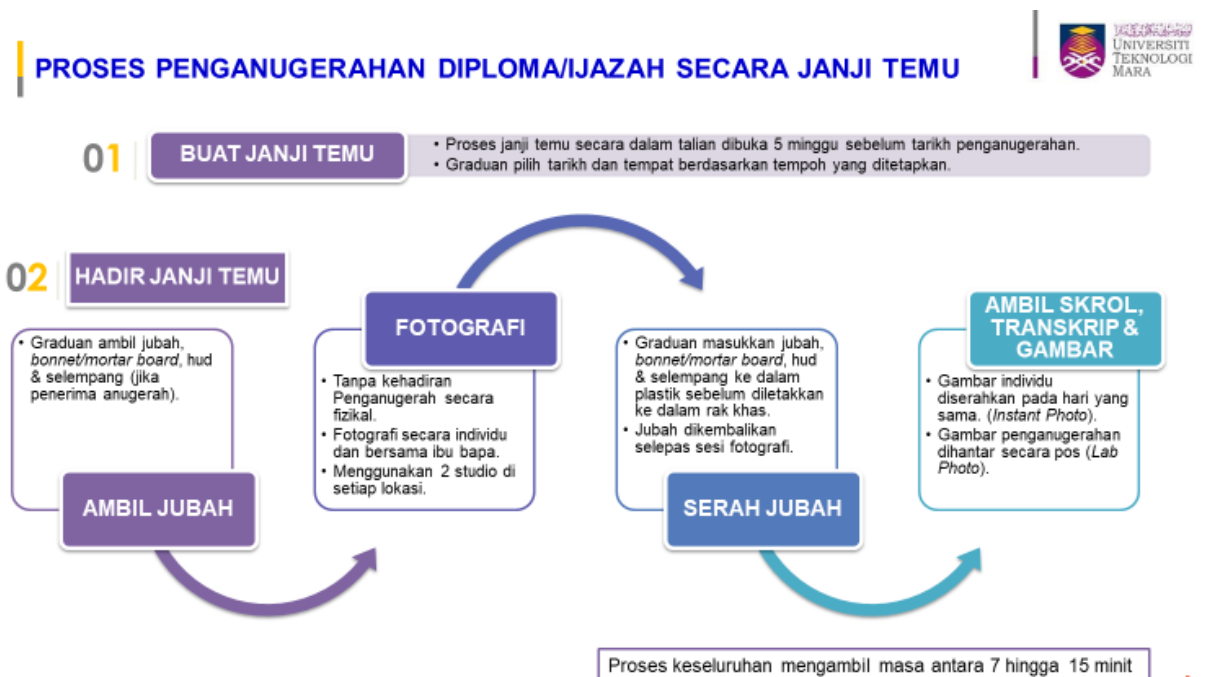 PROSES PENGANUGERAHAN DIPLOMA/IJAZAH SECARA JANJI TEMU
UNIVERSITI
TEKNOLOGI
MARA
01
BUAT JANJI TEMU
• Proses janji temu secara dalam talian dibuka 5 minggu sebelum tarikh penganugerahan.
• Graduan pilih tarikh dan tempat berdasarkan tempoh yang ditetapkan.
02
HADIR JANJI TEMU
• Graduan ambil jubah,
bonnet/mortar board, hud
& selempang (jika
penerima anugerah).
AMBIL JUBAH
FOTOGRAFI
• Tanpa kehadiran
Penganugerah secara
fizikal.
• Fotografi secara individu
dan bersama ibu bapa.
• Menggunakan 2 studio di
setiap lokasi.
• Graduan masukkan jubah,
bonnet/mortar board, hud
& selempang ke dalam
plastik sebelum diletakkan
ke dalam rak khas.
• Jubah dikembalikan
selepas sesi fotografi.
SERAH JUBAH
AMBIL SKROL,
TRANSKRIP &
GAMBAR
• Gambar individu
diserahkan pada hari yang
sama. (Instant Photo).
• Gambar penganugerahan
dihantar secara pos (Lab
Photo).
Proses keseluruhan mengambil masa antara 7 hingga 15 minit